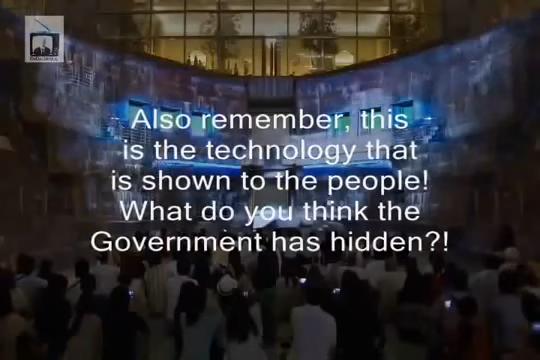 Also remember, this
is the technology that
is shown to the people!
What do you think the
Government has hidden?!